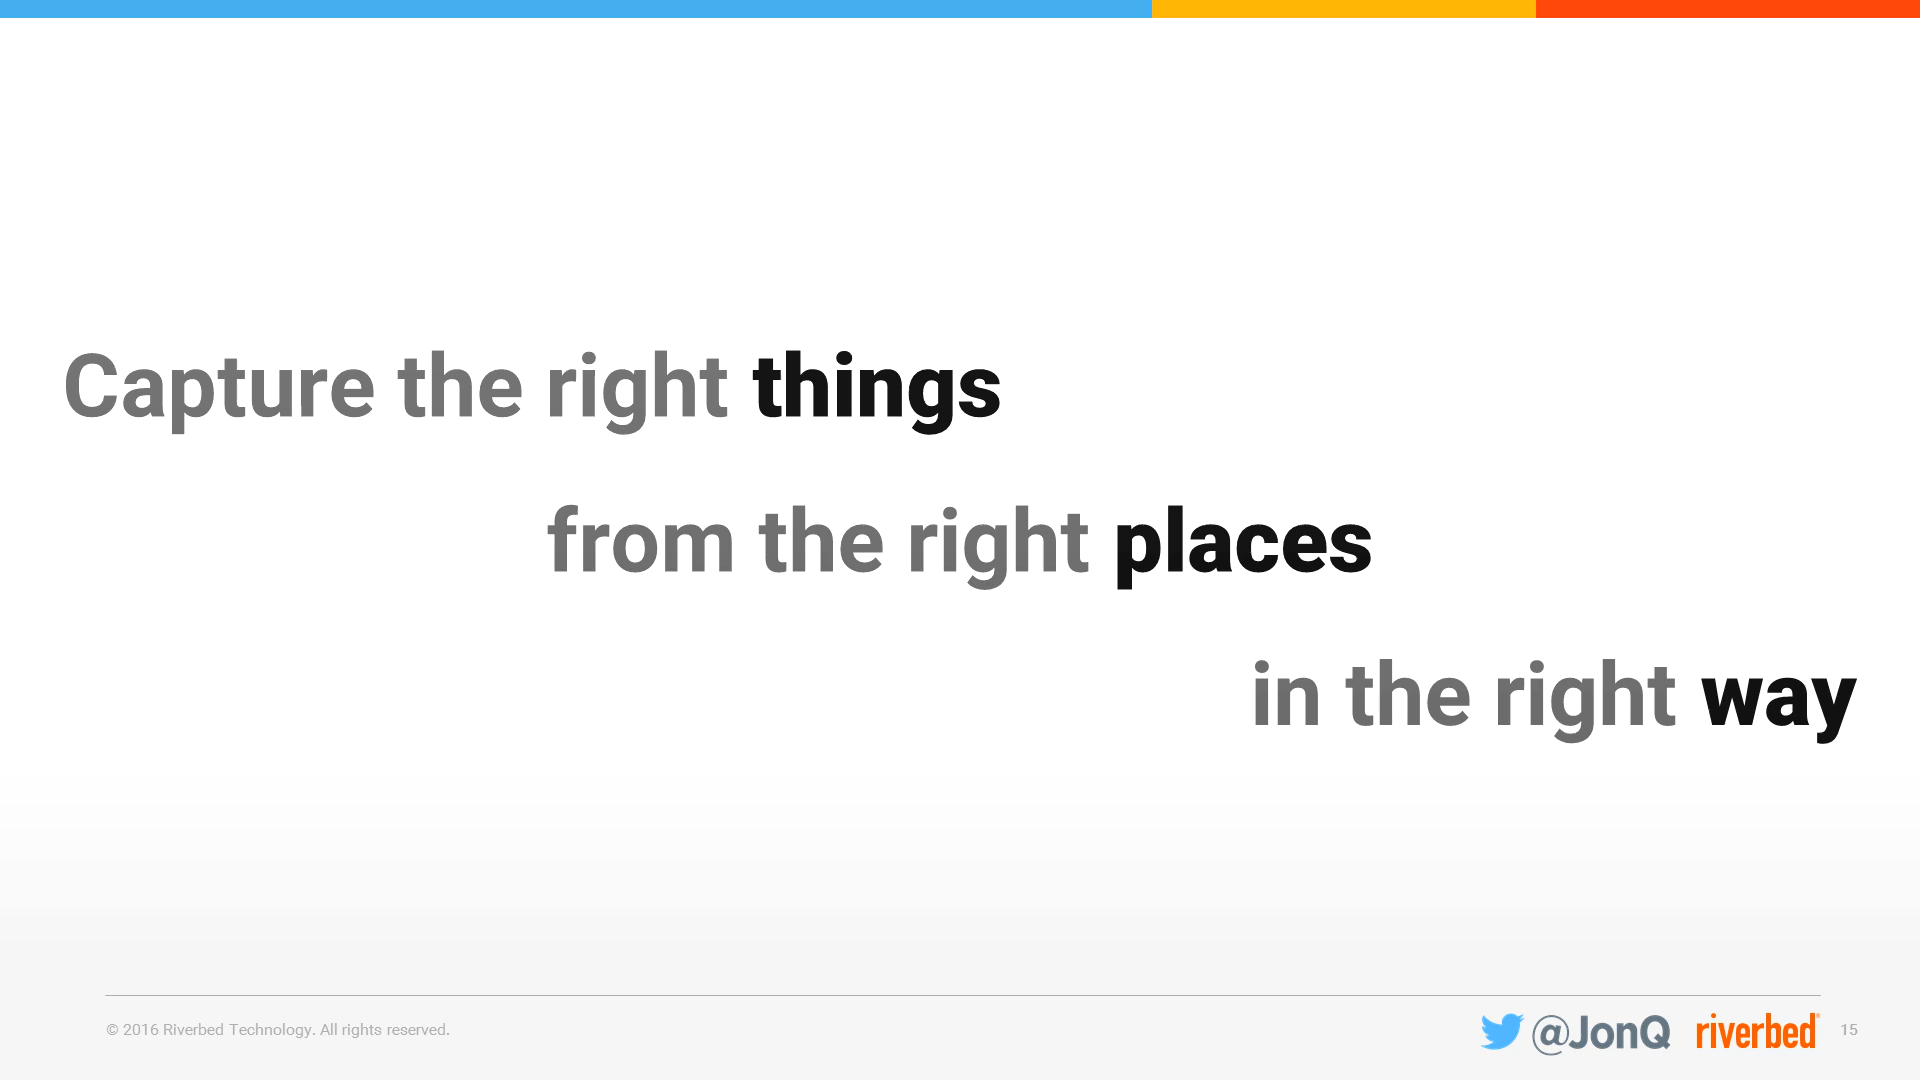 Capture the right things
from the right places
in the right way
© 2016 Riverbed Technology. All rights reserved.
@JonQ
riverbed
15